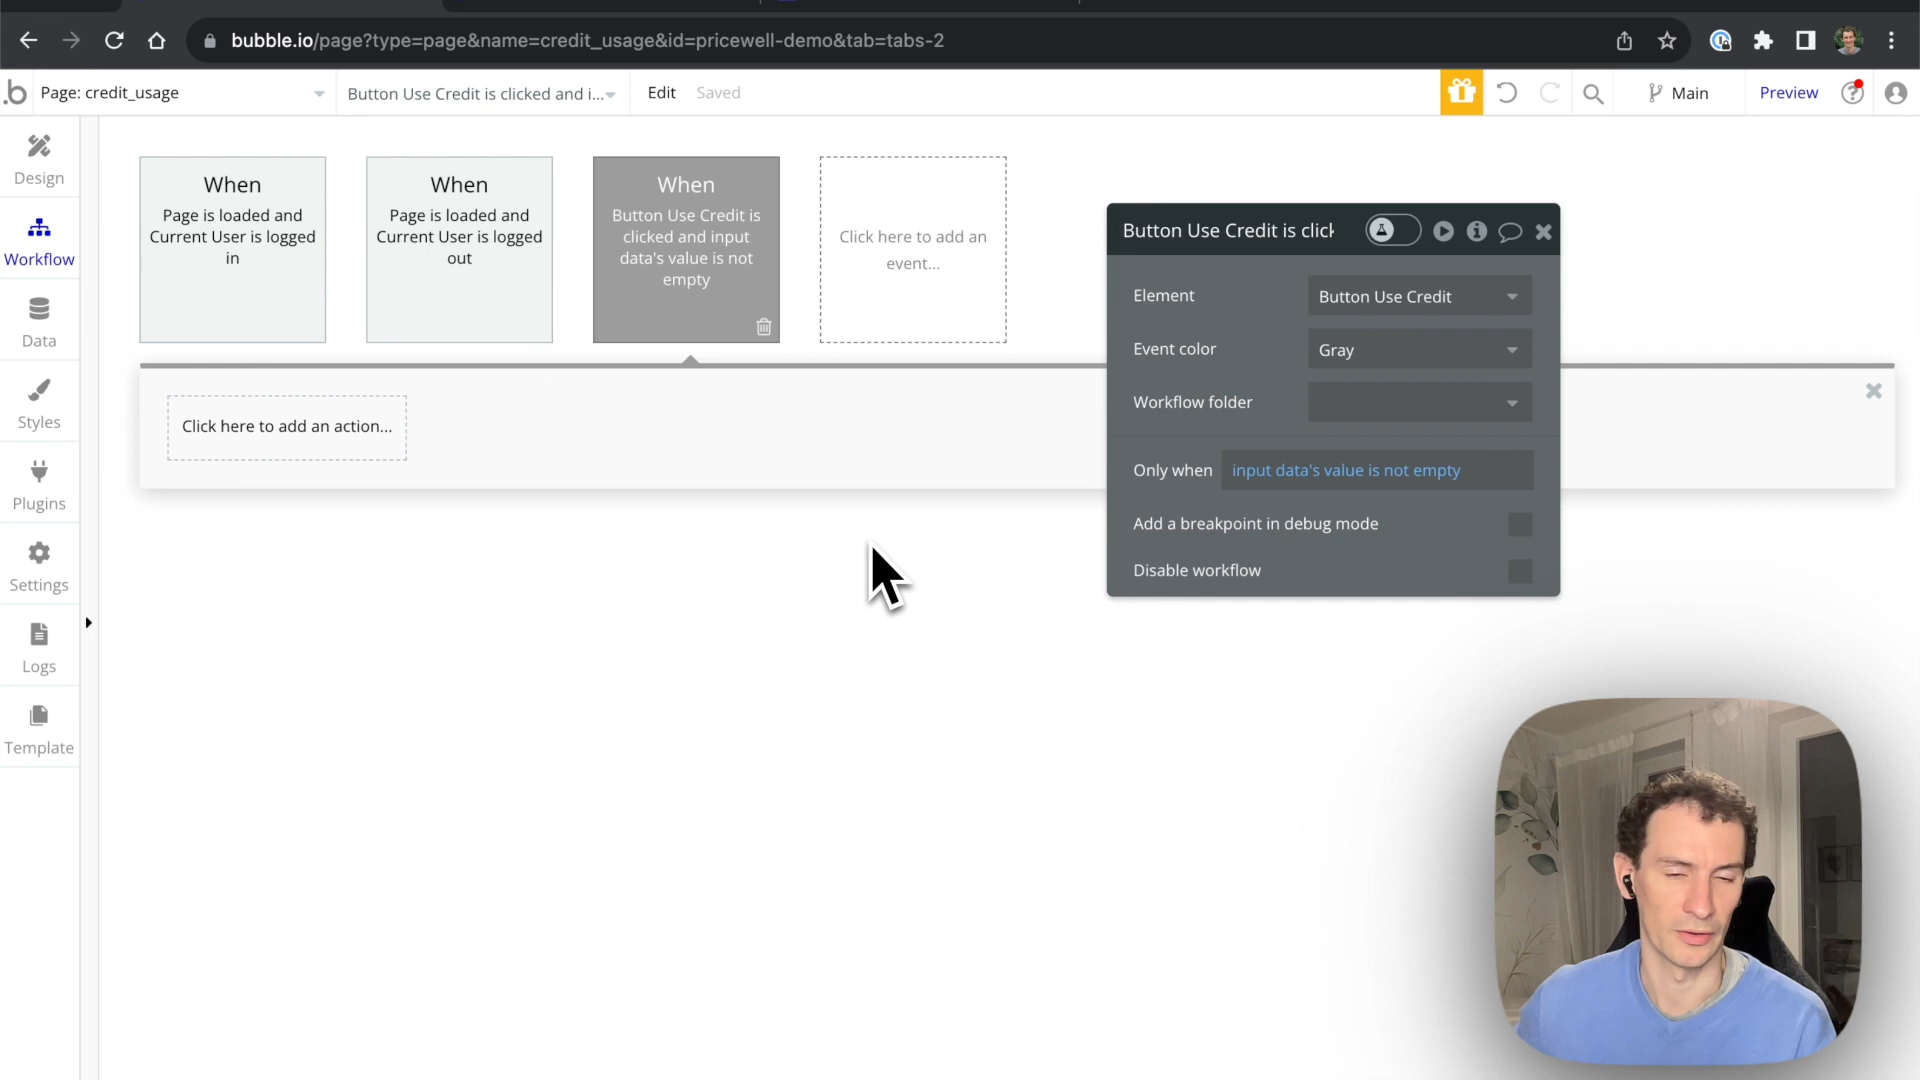 bubble.io/page?type=page&name=credit_usage&id=pricewell-demo&tab=tabs-2
.b
Page: credit_usage
Button Use Credit is clicked and i...
Edit
Saved
Main
Preview
Design
Workflow
Data
Styles
Plugins
Settings
Logs
Template
When
Page is loaded and
Current User is logged
in
When
Page is loaded and
Current User is logged
out
When
Button Use Credit is
clicked and input
data's value is not
empty
Click here to add an
event...
Click here to add an action...
Button Use Credit is click
Element
Button Use Credit
Event color
Gray
Workflow folder
Only when
input data's value is not empty
Add a breakpoint in debug mode
Disable workflow